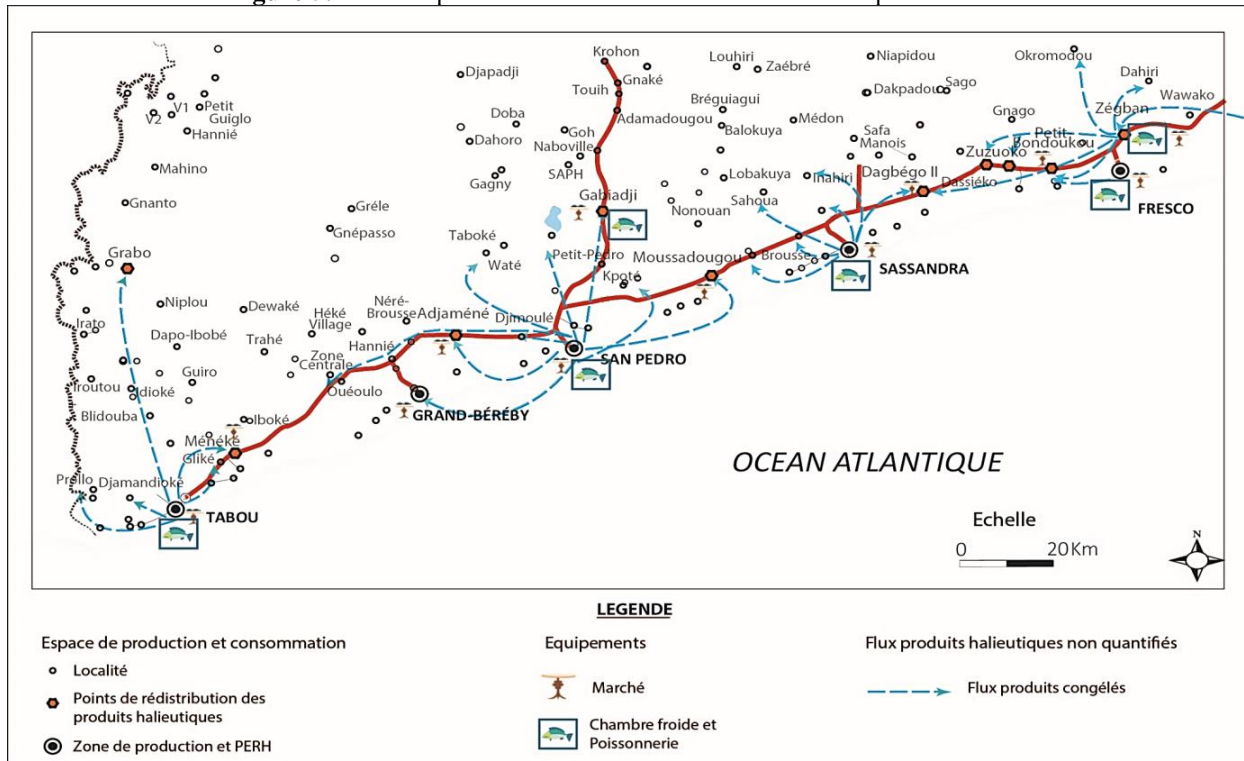 Krohon
Louhiri
Niapidou
Okromodou
Djapadji
Gnaké
Zaébré
Dahiri
V1
Petit
Guiglo
V2
Hannié
Touih
Dakpadou
Sago
Zégban
Wawako
Doba
Adamadougou
Bréguiagui
Médon
Gnago
Petit-
Bondoukou
Dahoro
Goh
Naboville
Balokuya
Safa
Manois
Zuzuoko
Mahino
SAPH
Gagny
Lobakuya
Inahiri
Dagbégo II
Dassiéko
FRESCO
Gnanto
Gréle
Gabiadji
Sahoua
Nonouan
Gnépasso
Taboké
Grabo
Waté
Petit-Pédro
Moussadougou
Brousse
SASSANDRA
Kpoté
Niplou
Dewaké
Héké
Village
Néré-
Brousse
Adjaméné
Djimoulé
Irato
Dapo-Ibobé
Trahé
Hannié
SAN PEDRO
Zone
Centrale
Guiro
Iroutou
Idioké
Ouéoulo
GRAND-BÉRÉBY
Blidouba
Iboké
Ménéké
Gliké
OCEAN ATLANTIQUE
Prollo
Djamandioké
TABOU
Echelle
0 20 Km
N
LEGENDE
Espace de production et consommation
Localité
Points de rédistribution des
produits halieutiques
Zone de production et PERH
Equipements
Marché
Chambre froide et
Poissonnerie
Flux produits halieutiques non quantifiés
Flux produits congélés